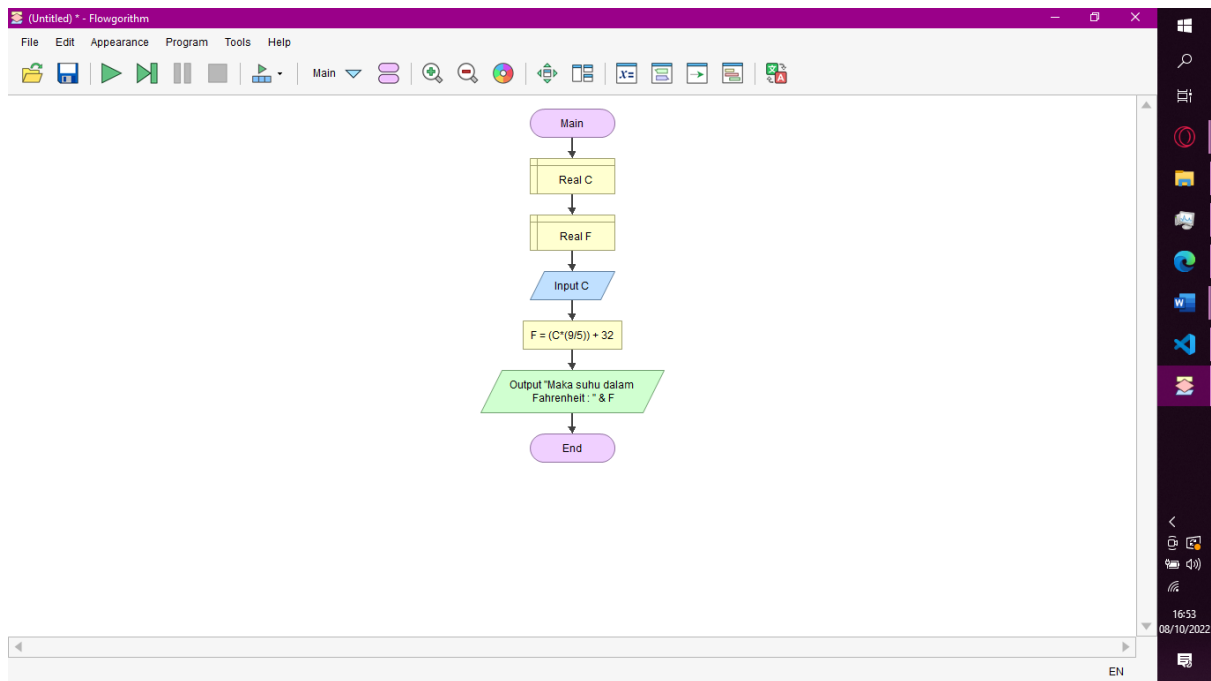 (Untitled) * - Flowgorithm
File Edit Appearance Program Tools Help
Main
x=
Main
Real C
Real F
Input C
F = (C*(9/5)) + 32
Output "Maka suhu dalam
Fahrenheit : " & F
End
16:53
08/10/2022
EN